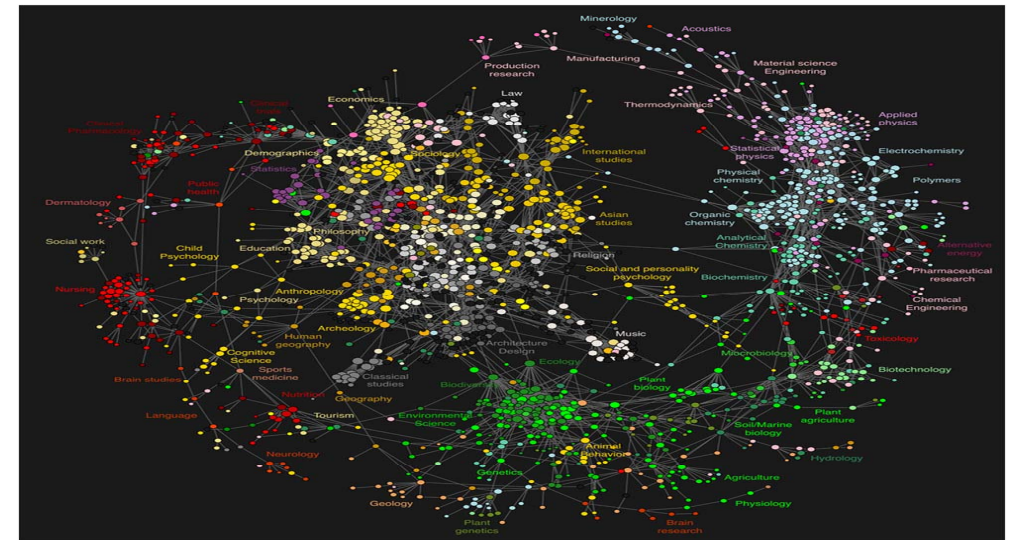 Minerology
Acoustics
Production
research
Manufacturing
Material science
Engineering
Economics
Law
Thermodynamics
Clinical
Pharmacology
Applied
physics
Demographics
Sociology
International
studies
Statistical
physics
Electrochemistry
Statistics
Physical
chemistry
Polymers
Public
health
Dermatology
Organic
chemistry
Asian
studies
Philosophy
Social work
Child
Psychology
Education
Religion
Analytical
Chemistry
Alternative
energy
Social and personality
psychology
Biochemistry
Pharmaceutical
research
Nursing
Psychology
Anthropology
Chemical
Engineering
Archeology
Human
geography
Music
Toxicology
Architecture
Design
Cognitive
Science
Microbiology
Ecology
Sports
medicine
Biotechnology
Brain studies
Classical
studies
Plant
biology
Nutrition
Geography
Language
Tourism
Environmental
Science
Plant
agriculture
Soil/Marine
biology
Neurology
Animal
Behavior
Hydrology
Genetics
Agriculture
Geology
Physiology
Plant
genetics
Brain
research